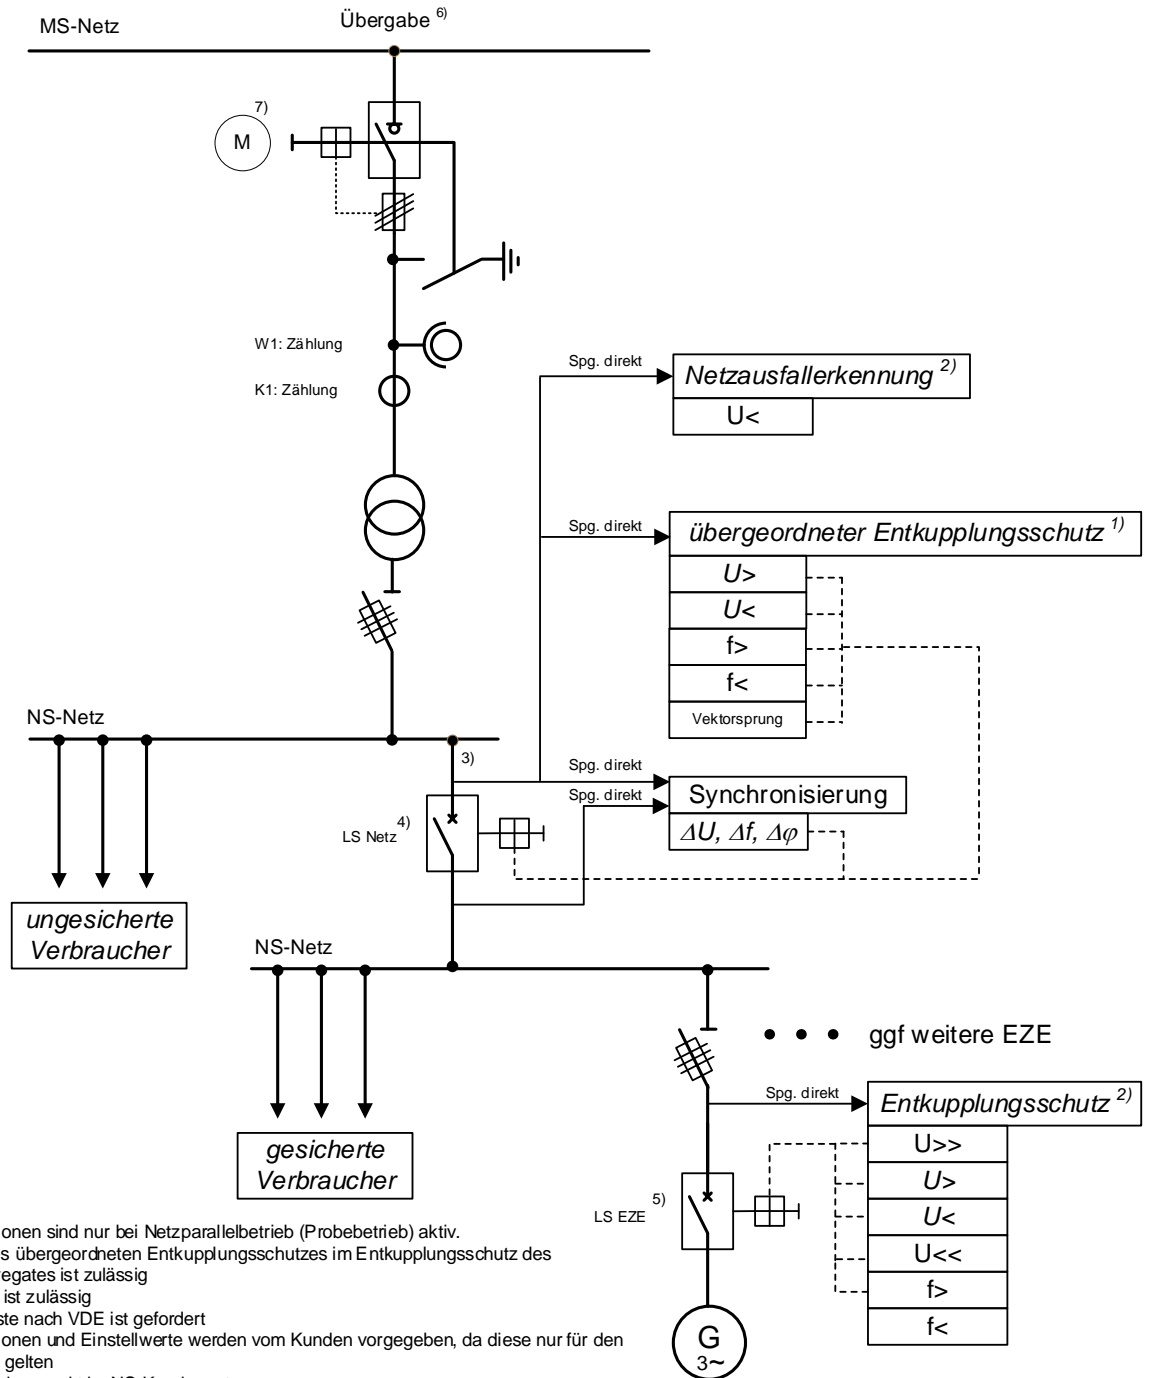 MS-Netz
Übergabe 6)
7)
M
W1: Zählung
K1: Zählung
Spg. direkt
Netzausfallerkennung 2)
U<
Spg. direkt
übergeordneter Entkupplungsschutz 1)
U>
U<
f>
f<
Vektorsprung
NS-Netz
3)
Spg. direkt
Spg. direkt
Synchronisierung
ΔU, Δf, Δφ
LS Netz 4)
ungesicherte
Verbraucher
NS-Netz
ggf weitere EZE
Spg. direkt
Entkupplungsschutz 2)
U>>
U>
U<
U<<
f>
f<
gesicherte
Verbraucher
LS EZE 5)
G
3~
onen sind nur bei Netzparallelbetrieb (Probebetrieb) aktiv.
s übergeordneten Entkupplungsschutzes im Entkupplungsschutz des
regates ist zulässig
ist zulässig
ste nach VDE ist gefordert
onen und Einstellwerte werden vom Kunden vorgegeben, da diese nur für den
gelten